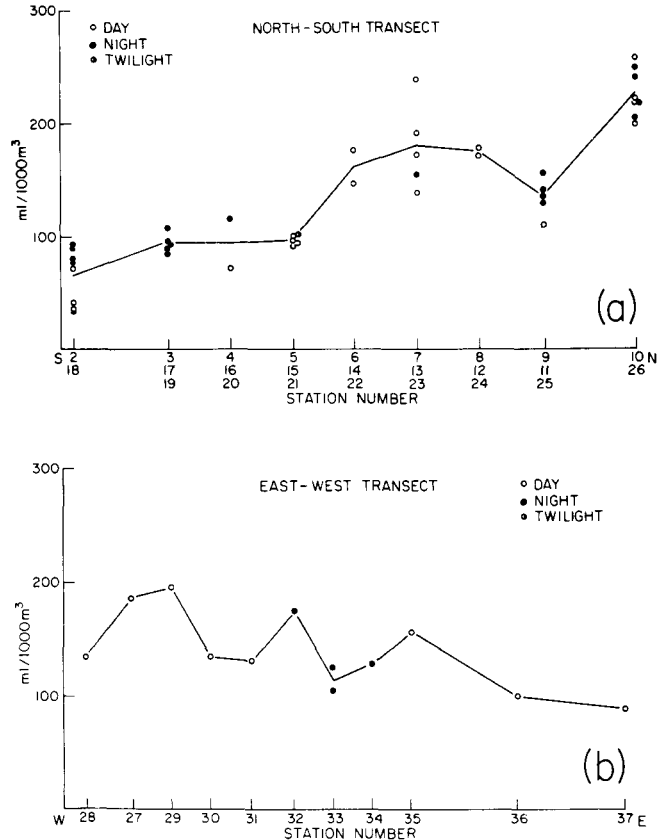 ○ DAY
● NIGHT
TWILIGHT
NORTH-SOUTH TRANSECT
300
200
100
ml/1000m³
(a)
S 2 3 4 5 6 7 8 9 10 N
18 17 16 15 14 13 12 11 26
19 20 21 22 23 24 25
STATION NUMBER
300
200
100
EAST-WEST TRANSECT
○ DAY
● NIGHT
TWILIGHT
ml/1000m³
(b)
W 28 27 29 30 31 32 33 34 35 36 37 E
STATION NUMBER